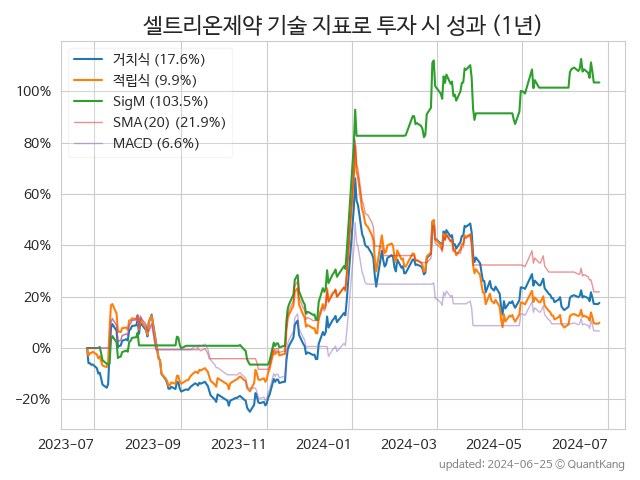 셀트리온제약 기술 지표로 투자 시 성과 (1년)
거치식 (17.6%)
적립식 (9.9%)
SigM (103.5%)
SMA(20) (21.9%)
MACD (6.6%)
100%
80%
60%
40%
20%
0%
−20%
2023-07 2023-09 2023-11 2024-01 2024-03 2024-05 2024-07
updated: 2024-06-25 ⓒ QuantKang